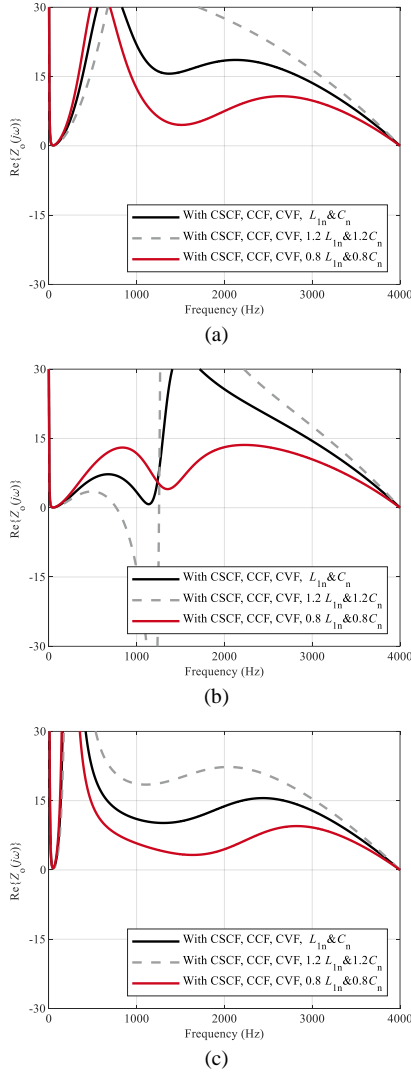 30
15
0
-15
-30
Re{Zo(jω)}
With CSCF, CCF, CVF, L1n&Cn
With CSCF, CCF, CVF, 1.2 L1n&1.2Cn
With CSCF, CCF, CVF, 0.8 L1n&0.8Cn
0 1000 2000 3000 4000
Frequency (Hz)
(a)
30
15
0
-15
-30
Re{Zo(jω)}
With CSCF, CCF, CVF, L1n&Cn
With CSCF, CCF, CVF, 1.2 L1n&1.2Cn
With CSCF, CCF, CVF, 0.8 L1n&0.8Cn
0 1000 2000 3000 4000
Frequency (Hz)
(b)
30
15
0
-15
-30
Re{Zo(jω)}
With CSCF, CCF, CVF, L1n&Cn
With CSCF, CCF, CVF, 1.2 L1n&1.2Cn
With CSCF, CCF, CVF, 0.8 L1n&0.8Cn
0 1000 2000 3000 4000
Frequency (Hz)
(c)